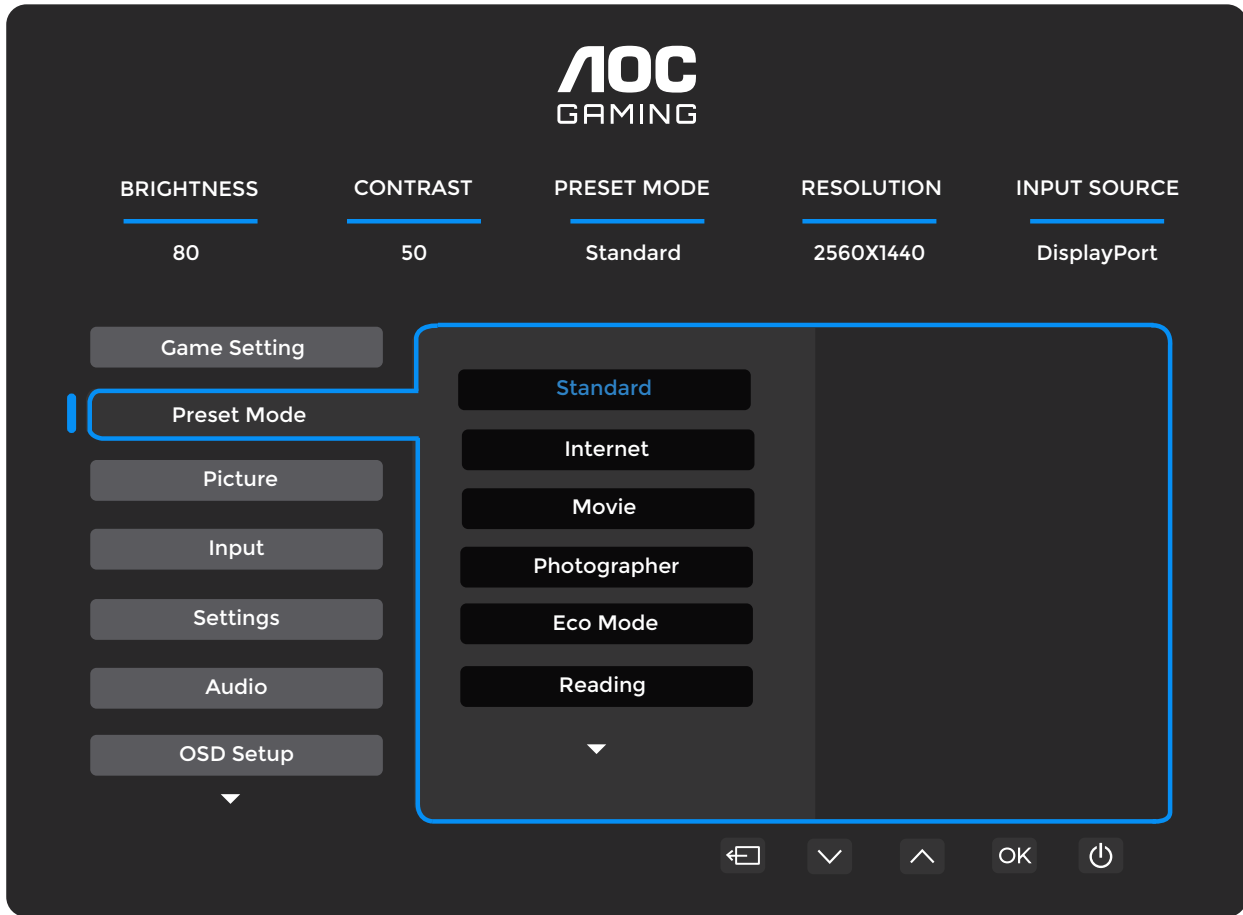 AOC
GAMING
BRIGHTNESS CONTRAST PRESET MODE RESOLUTION INPUT SOURCE
80 50 Standard 2560X1440 DisplayPort
Game Setting
Preset Mode
Picture
Input
Settings
Audio
OSD Setup
Standard
Internet
Movie
Photographer
Eco Mode
Reading
OK